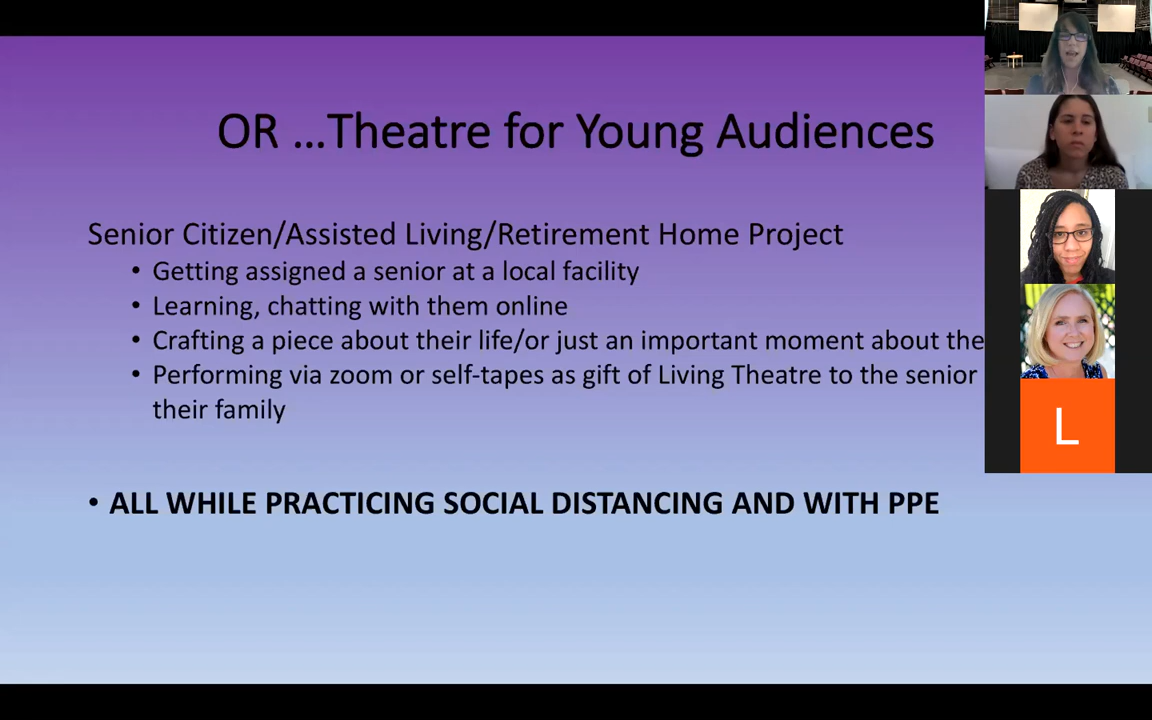 OR ...Theatre for Young Audiences
Senior Citizen/Assisted Living/Retirement Home Project
• Getting assigned a senior at a local facility
• Learning, chatting with them online
• Crafting a piece about their life/or just an important moment about the
• Performing via zoom or self-tapes as gift of Living Theatre to the senior
their family
• ALL WHILE PRACTICING SOCIAL DISTANCING AND WITH PPE
L